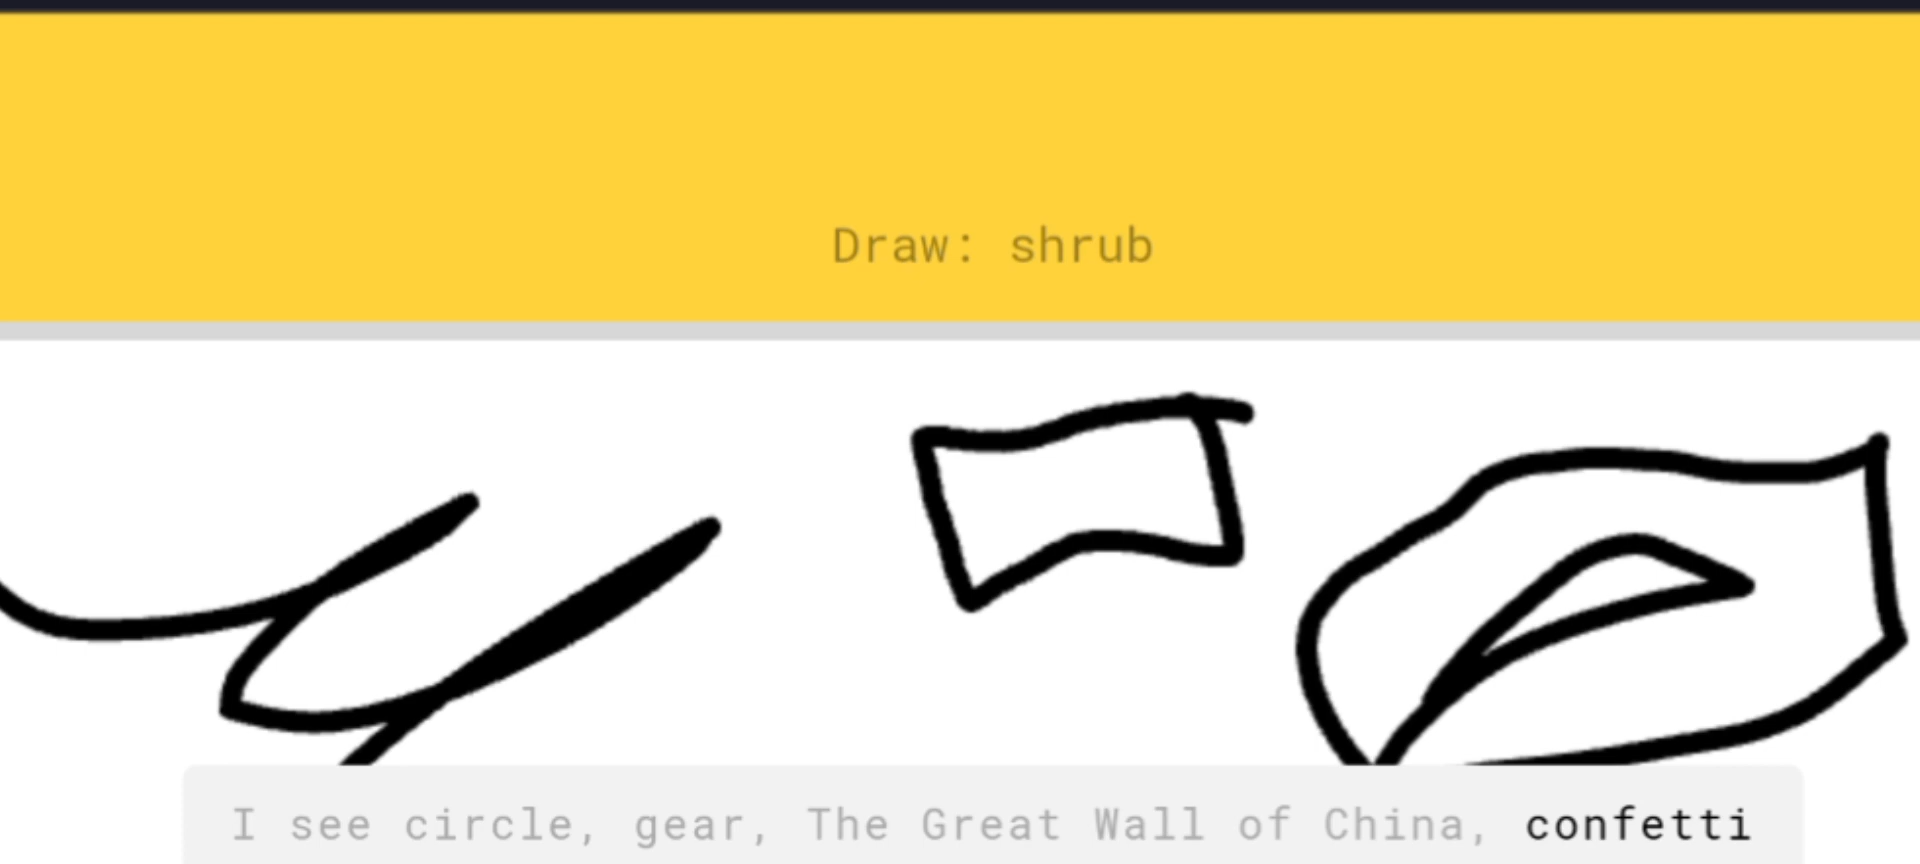 Draw: shrub
I see circle, gear, The Great Wall of China, confetti